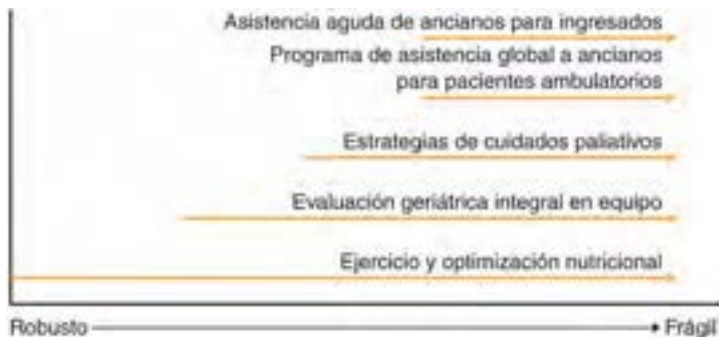 Asistencia aguda de ancianos para ingresados
Programa de asistencia global a ancianos
para pacientes ambulatorios
Estrategias de cuidados paliativos
Evaluación geriátrica integral en equipo
Ejercicio y optimización nutricional
Robusto Frágil